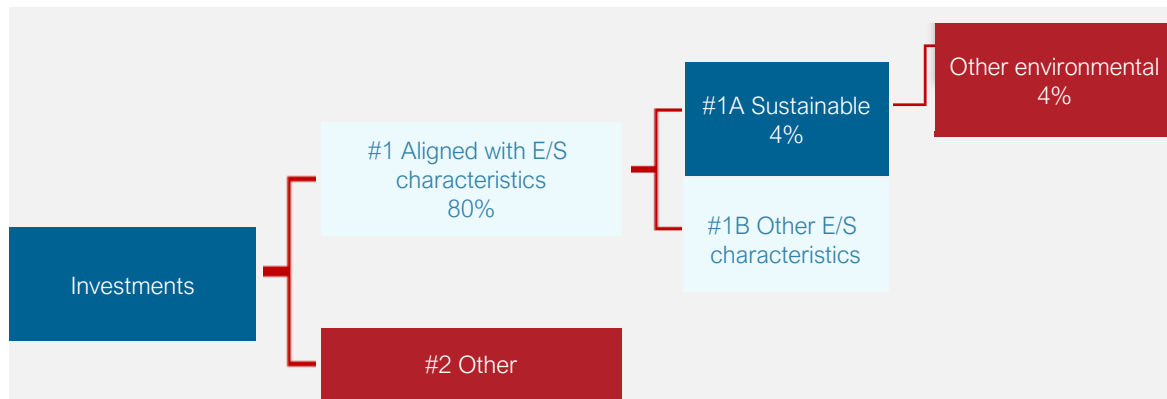 Investments
#1 Aligned with E/S
characteristics
80%
#2 Other
#1A Sustainable
4%
#1B Other E/S
characteristics
Other environmental
4%